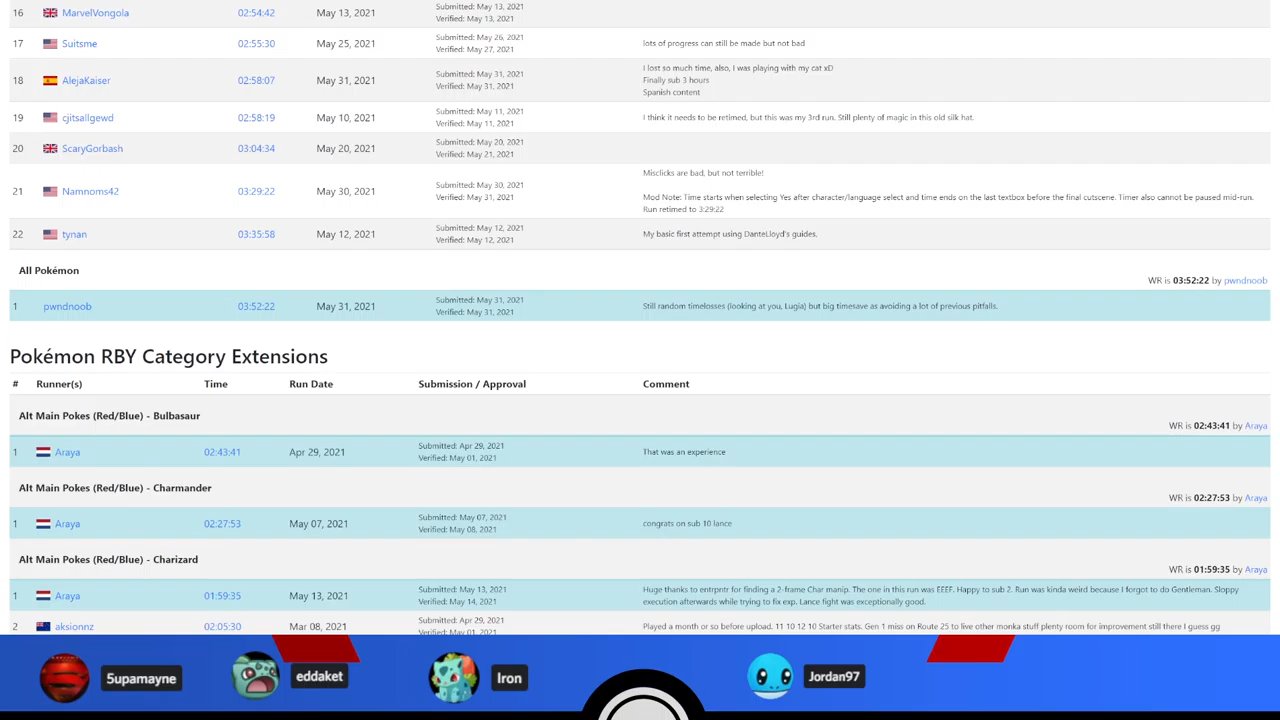 16 MarvelVongola 02:54:42 May 13, 2021 Submitted: May 13, 2021
Verified: May 13, 2021
17 Suitsme 02:55:30 May 25, 2021 Submitted: May 26, 2021
Verified: May 27, 2021 lots of progress can still be made but not bad
18 AlejaKaiser 02:58:07 May 31, 2021 Submitted: May 31, 2021
Verified: May 31, 2021 I lost so much time, also, I was playing with my cat xD
Finally sub 3 hours
Spanish content
19 cjitsallgewd 02:58:19 May 10, 2021 Submitted: May 11, 2021
Verified: May 11, 2021 I think it needs to be retimed, but this was my 3rd run. Still plenty of magic in this old silk hat.
20 ScaryGorbash 03:04:34 May 20, 2021 Submitted: May 20, 2021
Verified: May 21, 2021
21 Namnoms42 03:29:22 May 30, 2021 Submitted: May 30, 2021
Verified: May 31, 2021 Misclicks are bad, but not terrible!
Mod Note: Time starts when selecting Yes after character/language select and time ends on the last textbox before the final cutscene. Timer also cannot be paused mid-run.
Run retimed to 3:29:22
22 tynan 03:35:58 May 12, 2021 Submitted: May 12, 2021
Verified: May 12, 2021 My basic first attempt using DanteLloyd's guides.
All Pokémon
WR is 03:52:22 by pwndnoob
1 pwndnoob 03:52:22 May 31, 2021 Submitted: May 31, 2021
Verified: May 31, 2021 Still random timelosses (looking at you, Lugia) but big timesave as avoiding a lot of previous pitfalls.
Pokémon RBY Category Extensions
# Runner(s) Time Run Date Submission / Approval Comment
Alt Main Pokes (Red/Blue) - Bulbasaur
WR is 02:43:41 by Araya
1 Araya 02:43:41 Apr 29, 2021 Submitted: Apr 29, 2021
Verified: May 01, 2021 That was an experience
Alt Main Pokes (Red/Blue) - Charmander
WR is 02:27:53 by Araya
1 Araya 02:27:53 May 07, 2021 Submitted: May 07, 2021
Verified: May 08, 2021 congrats on sub 10 lance
Alt Main Pokes (Red/Blue) - Charizard
WR is 01:59:35 by Araya
1 Araya 01:59:35 May 13, 2021 Submitted: May 13, 2021
Verified: May 14, 2021 Huge thanks to entrpntr for finding a 2-frame Char manip. The one in this run was EEEF. Happy to sub 2. Run was kinda weird because I forgot to do Gentleman. Sloppy
execution afterwards while trying to fix exp. Lance fight was exceptionally good.
2 aksionnz 02:05:30 Mar 08, 2021 Submitted: Apr 29, 2021
Verified: May 01, 2021 Played a month or so before upload. 11 10 12 10 Starter stats. Gen 1 miss on Route 25 to live other monka stuff plenty room for improvement still there I guess gg
5upamayne eddaket Iron Jordan97